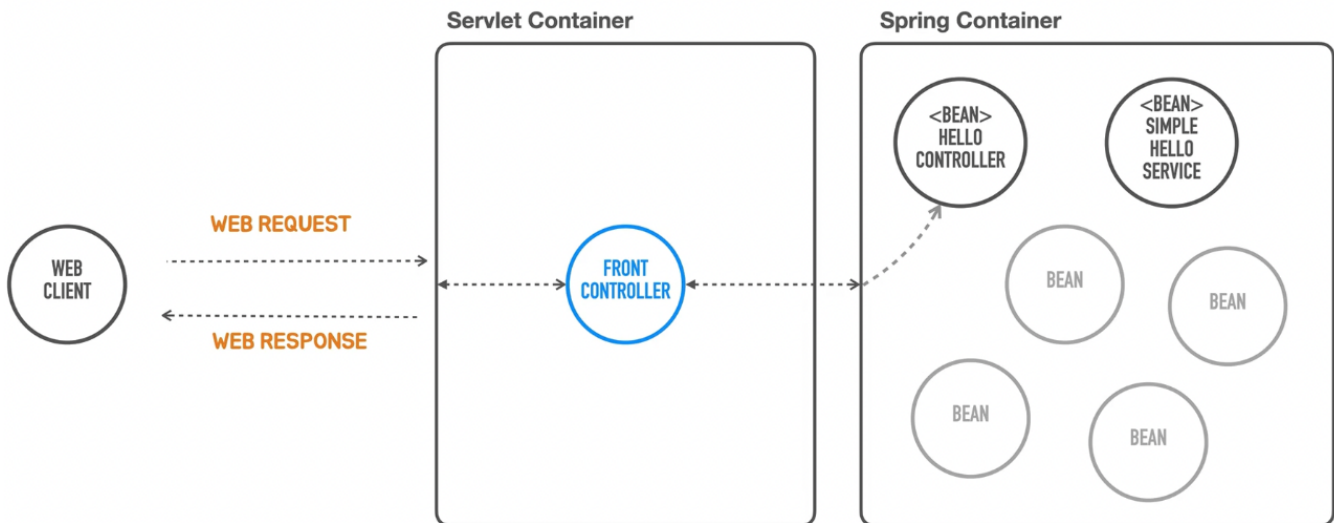 Servlet Container
Spring Container
<BEAN>
HELLO
CONTROLLER
<BEAN>
SIMPLE
HELLO
SERVICE
WEB REQUEST
WEB
CLIENT
FRONT
CONTROLLER
BEAN
BEAN
WEB RESPONSE
BEAN
BEAN